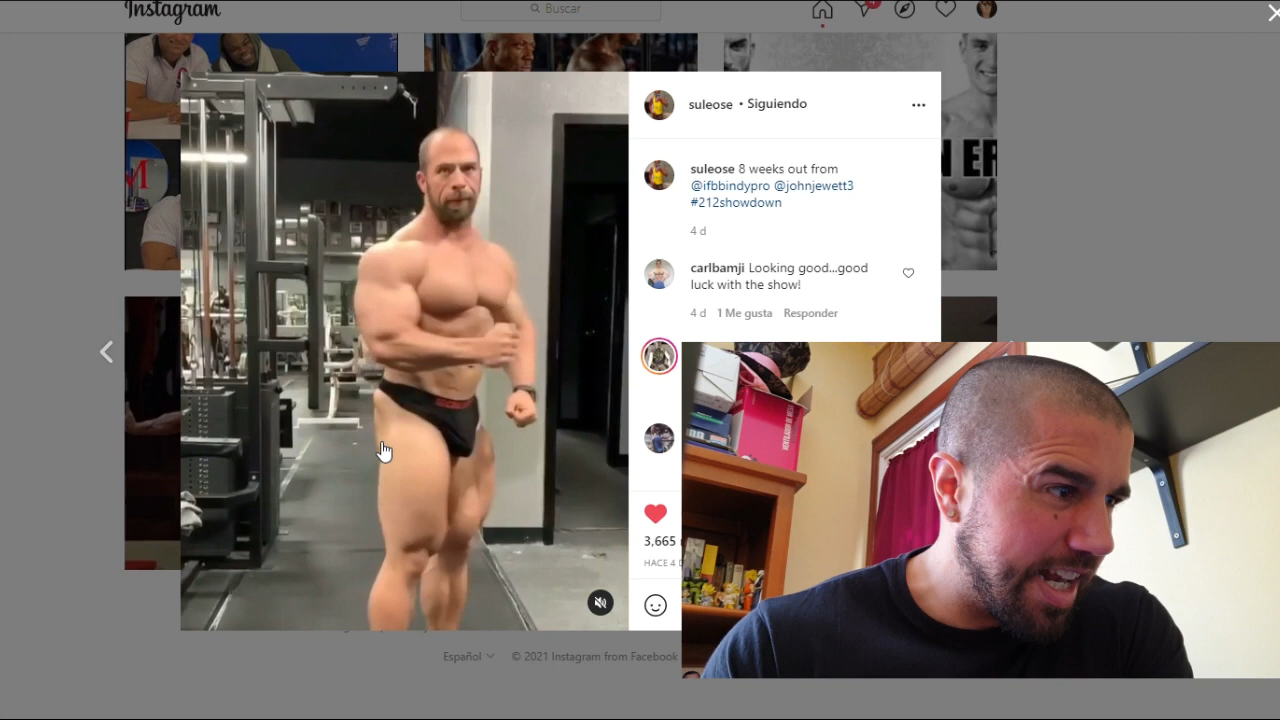 Instagram
Buscar
suleose • Siguiendo
suleose 8 weeks out from
@ifbbindypro @johnjewett3
#212showdown
4 d
carlbamji Looking good...good
luck with the show!
4 d 1 Me gusta Responder
3,665
HACE 4 D
Español
© 2021 Instagram from Facebook